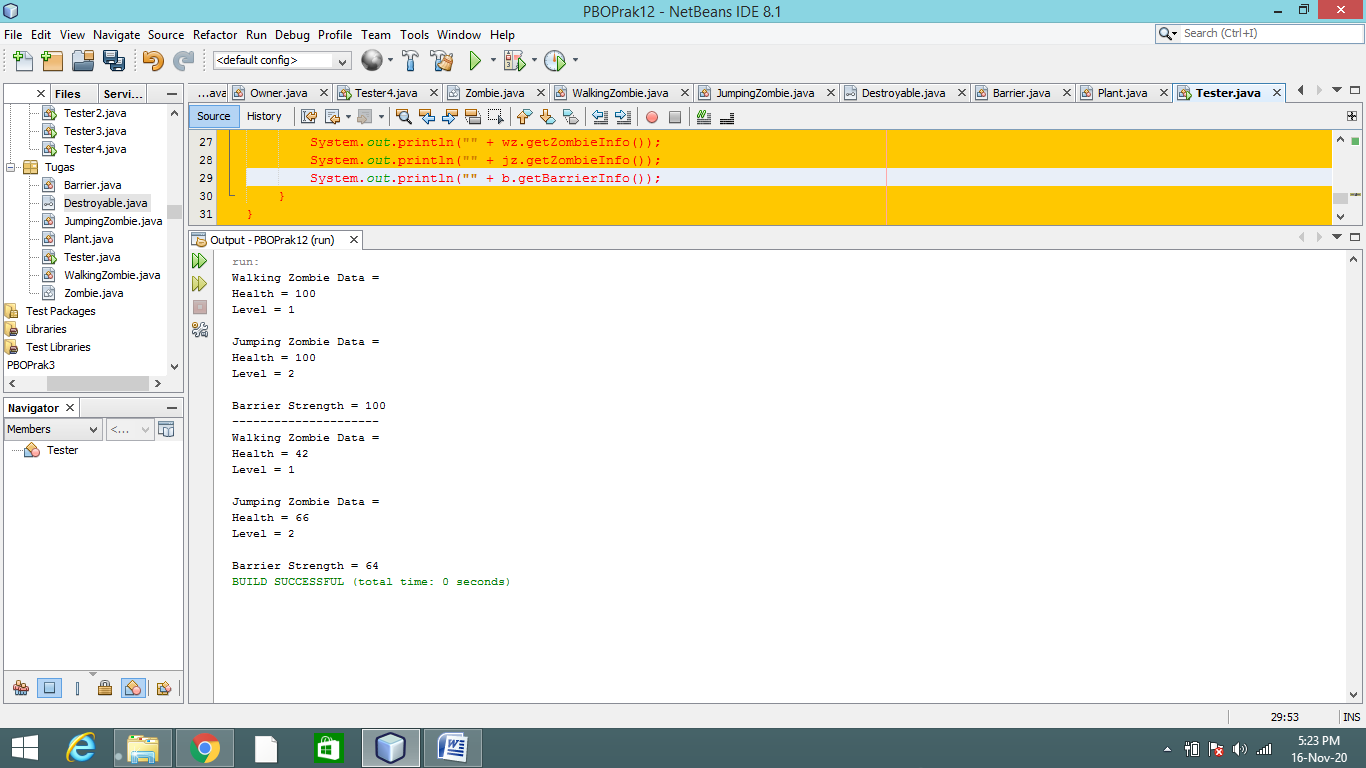 PBOPrak12 - NetBeans IDE 8.1
File Edit View Navigate Source Refactor Run Debug Profile Team Tools Window Help
Search (Ctrl+I)
<default config>
Files Servi...
Tester2.java
Tester3.java
Tester4.java
Tugas
Barrier.java
Destroyable.java
JumpingZombie.java
Plant.java
Tester.java
WalkingZombie.java
Zombie.java
Test Packages
Libraries
Test Libraries
PBOPrak3
Navigator
Members <...
Tester
...ava Owner.java Tester4.java Zombie.java WalkingZombie.java JumpingZombie.java Destroyable.java Barrier.java Plant.java Tester.java
Source History
27 System.out.println("" + wz.getZombieInfo());
28 System.out.println("" + jz.getZombieInfo());
29 System.out.println("" + b.getBarrierInfo());
30 }
31 }
Output - PBOPrak12 (run)
run:
Walking Zombie Data =
Health = 100
Level = 1
Jumping Zombie Data =
Health = 100
Level = 2
Barrier Strength = 100
---------------------
Walking Zombie Data =
Health = 42
Level = 1
Jumping Zombie Data =
Health = 66
Level = 2
Barrier Strength = 64
BUILD SUCCESSFUL (total time: 0 seconds)
29:53 INS
5:23 PM
16-Nov-20